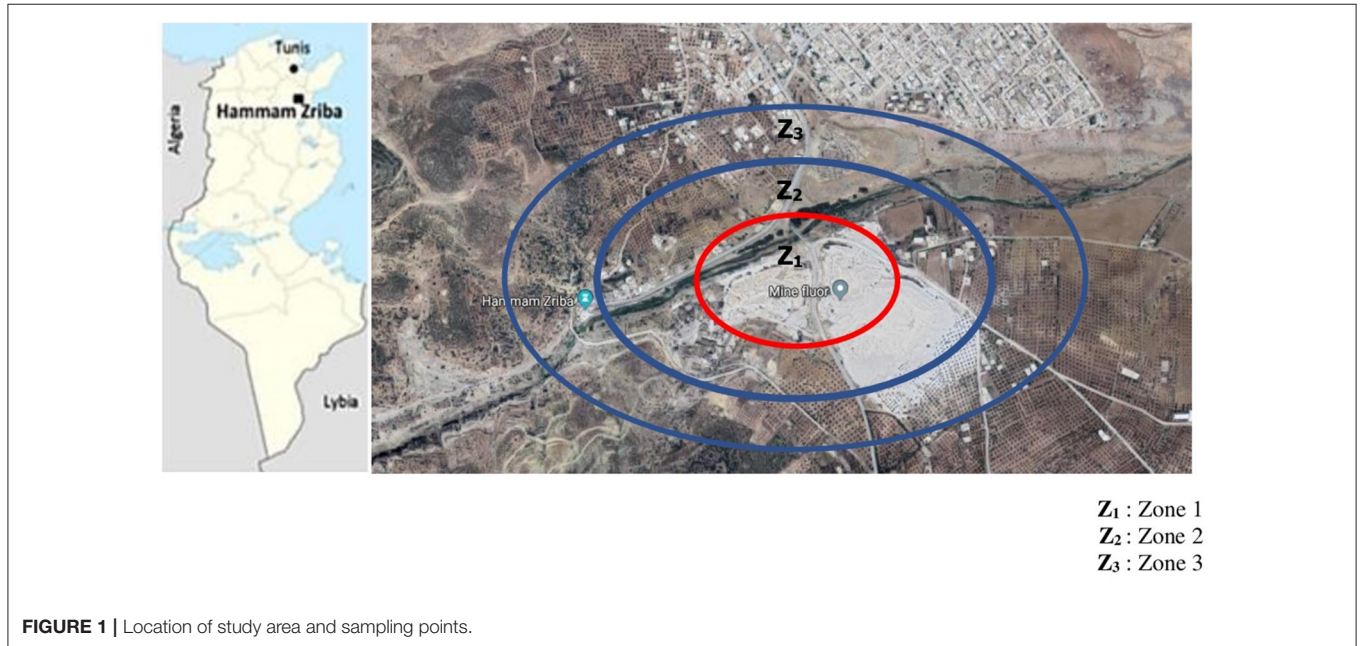 Tunis
Hammam Zriba
Algeria
Lybia
Z3
Z2
Z1
Hammam Zriba
Mine fluor
Z1 : Zone 1
Z2 : Zone 2
Z3 : Zone 3
FIGURE 1 | Location of study area and sampling points.